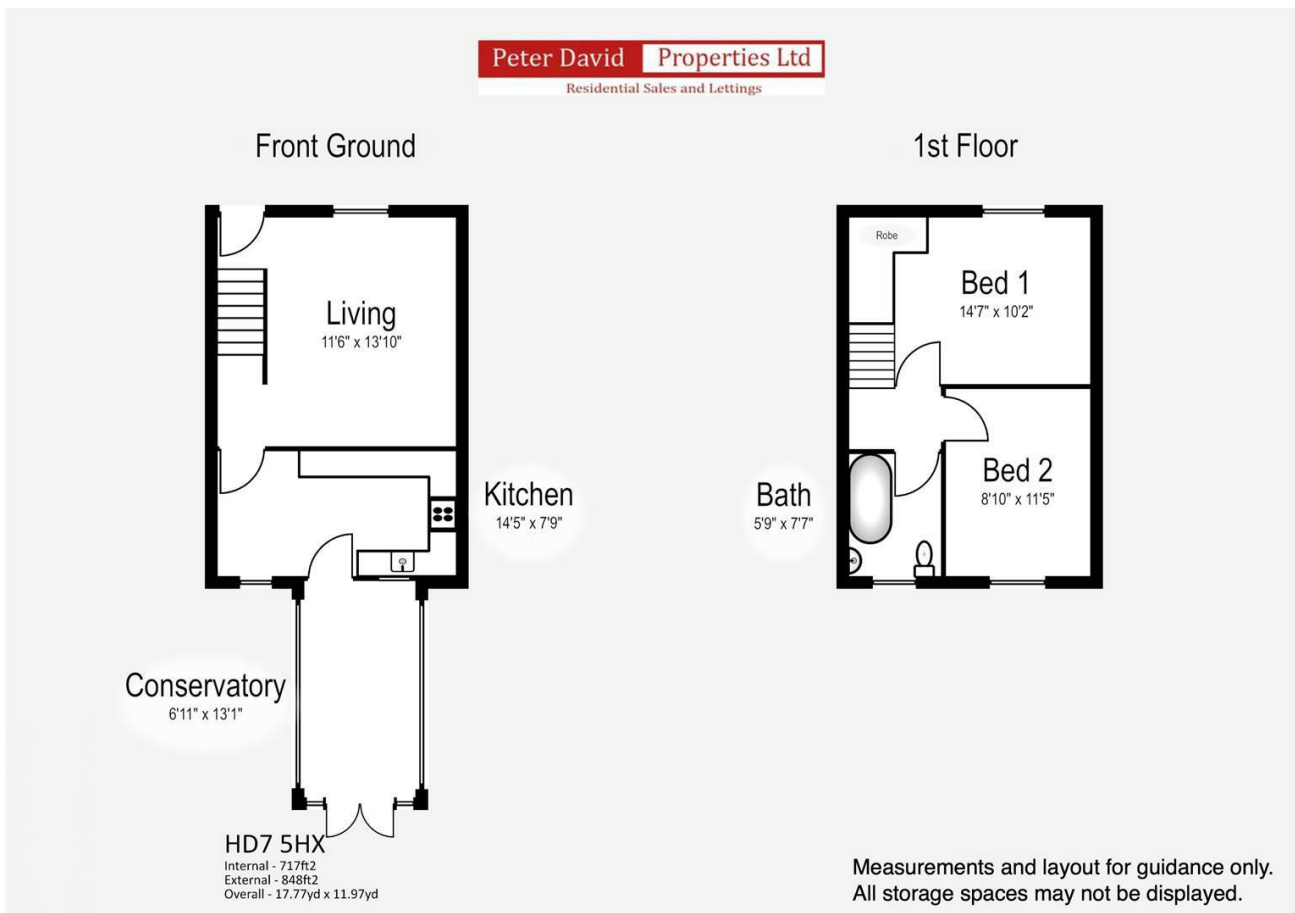 Peter David Properties Ltd
Residential Sales and Lettings
Front Ground
1st Floor
Robe
Bed 1
14'7" x 10'2"
Living
11'6" x 13'10"
Kitchen
14'5" x 7'9"
Bath
5'9" x 7'7"
Bed 2
8'10" x 11'5"
Conservatory
6'11" x 13'1"
HD7 5HX
Internal - 717ft2
External - 848ft2
Overall - 17.77yd x 11.97yd
Measurements and layout for guidance only.
All storage spaces may not be displayed.